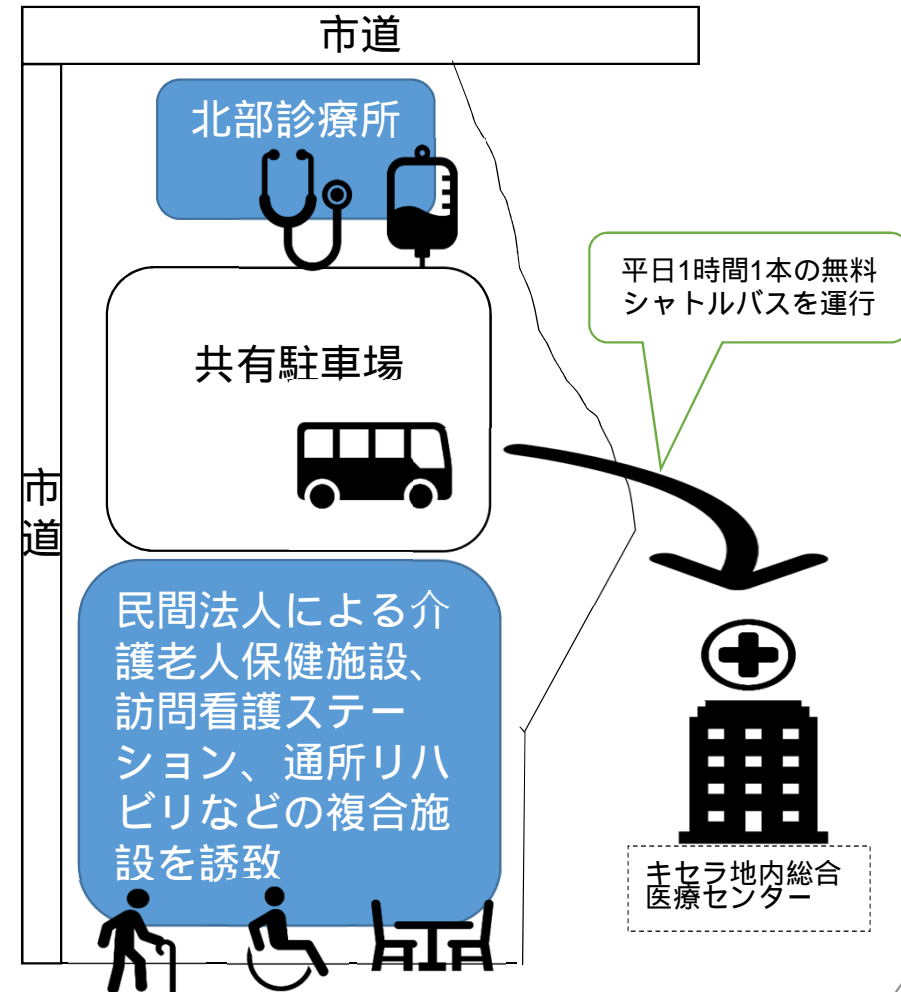 市道
北部診療所
平日1時間1本の無料
シャトルバスを運行
共有駐車場
市
道
民間法人による介
護老人保健施設、
訪問看護ステー
ション、通所リハ
ビリなどの複合施
設を誘致
キセラ地内総合
医療センター